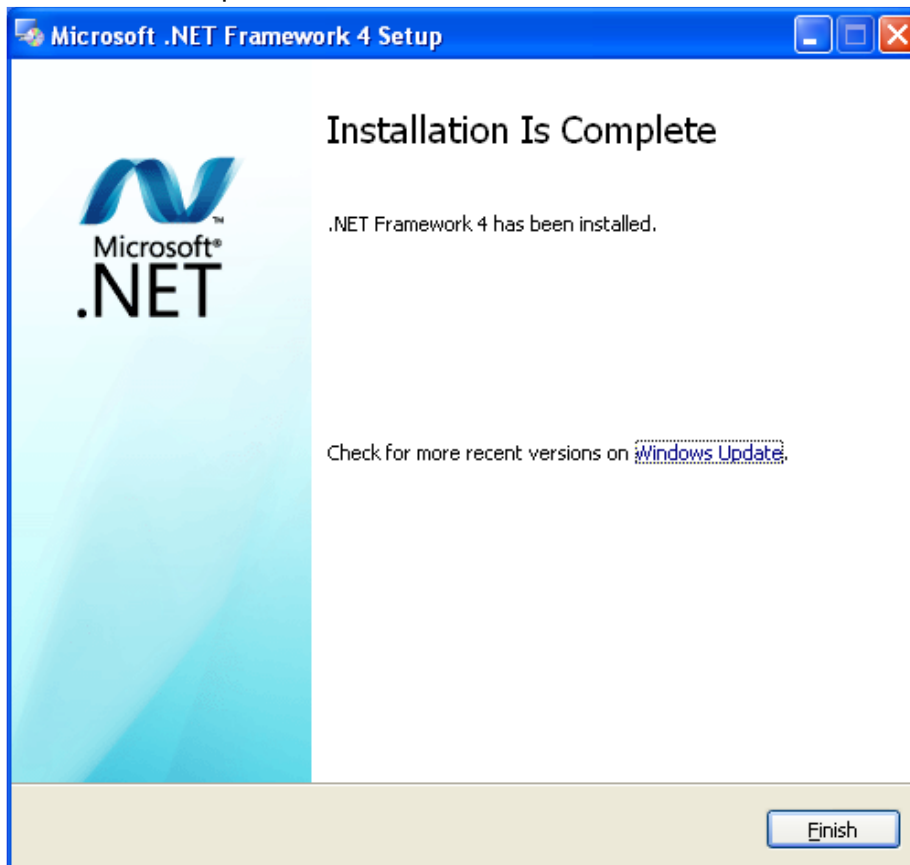 Microsoft .NET Framework 4 Setup
Installation Is Complete
.NET Framework 4 has been installed.
Microsoft®
.NET
TM
Check for more recent versions on Windows Update.
Finish